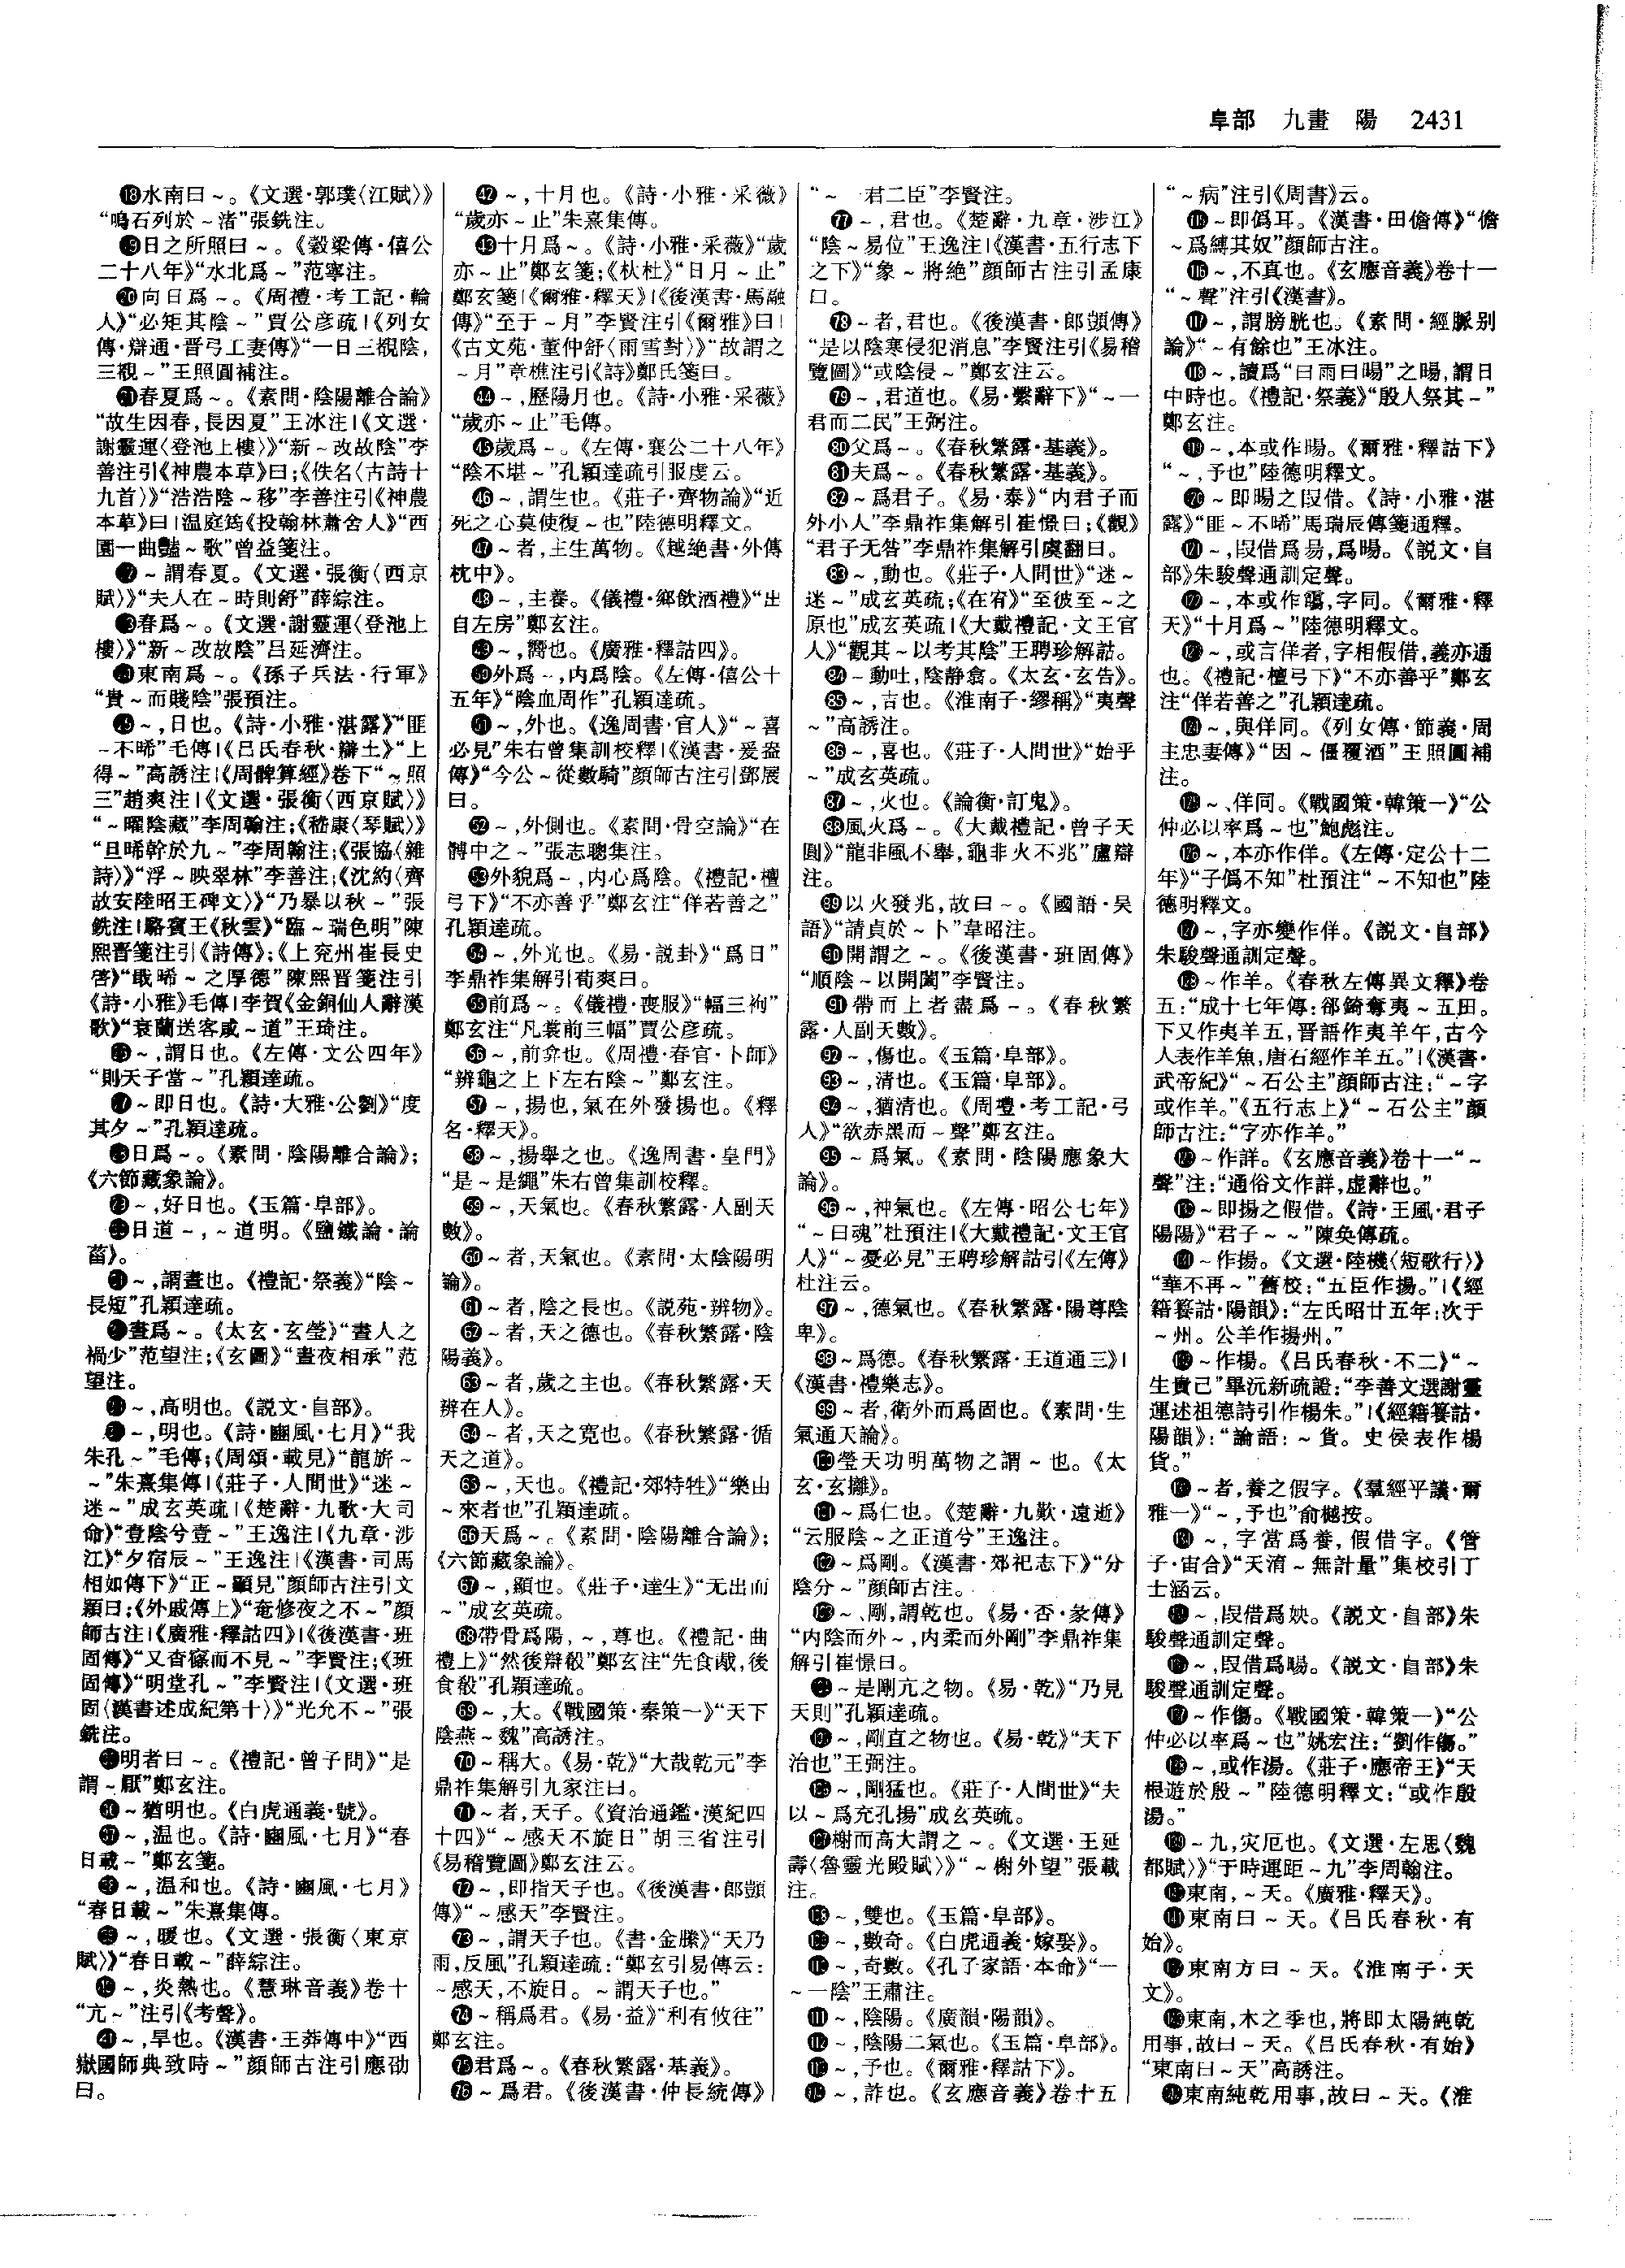 阜部　九畫　陽　2431
⓲水南曰～。《文選·郭璞〈江賦〉》
“鳴石列於～渚”張銑注。
⓳日之所照曰～。《穀梁傳·僖公
二十八年》“水北爲～”范寧注。
⓴向日爲～。《周禮·考工記·輪
人》“必矩其陰～”賈公彦疏|《列女
傳·辯通·晋弓工妻傳》“一日三覩陰，
三覩～”王照圓補注。
㉑春夏爲～。《素問·陰陽離合論》
“故生因春，長因夏”王冰注|《文選·
謝靈運〈登池上樓〉》“新～改故陰”李
善注引《神農本草》曰；《佚名〈古詩十
九首〉》“浩浩陰～移”李善注引《神農
本草》曰|温庭筠《投翰林蕭舍人》“西
園一曲豔～歌”曾益箋注。
㉒～謂春夏。《文選·張衡〈西京
賦〉》“夫人在～時則舒”薛綜注。
㉓春爲～。《文選·謝靈運〈登池上
樓〉》“新～改故陰”吕延濟注。
㉔東南爲～。《孫子兵法·行軍》
“貴～而賤陰”張預注。
㉕～，日也。《詩·小雅·湛露》“匪
～不晞”毛傳|《吕氏春秋·辯土》“上
得～”高誘注|《周髀算經》卷下“～照
三”趙爽注|《文選·張衡〈西京賦〉》
“～曜陰藏”李周翰注；《嵇康〈琴賦〉》
“旦晞幹於九～”李周翰注；《張協〈雜
詩〉》“浮～映翠林”李善注；《沈約〈齊
故安陸昭王碑文〉》“乃暴以秋～”張
銑注|駱賓王《秋雲》“臨～瑞色明”陳
熙晋箋注引《詩傳》；《上兖州崔長史
啓》“戢晞～之厚德”陳熙晋箋注引
《詩·小雅》毛傳|李賀《金銅仙人辭漢
歌》“衰蘭送客咸～道”王琦注。
㉖～，謂日也。《左傳·文公四年》
“則天子當～”孔穎達疏。
㉗～即日也。《詩·大雅·公劉》“度
其夕～”孔穎達疏。
㉘日爲～。《素問·陰陽離合論》；
《六節藏象論》。
㉙～，好日也。《玉篇·阜部》。
㉚日道～，～道明。《鹽鐵論·論
菑》。
㉛～，謂晝也。《禮記·祭義》“陰～
長短”孔穎達疏。
㉜晝爲～。《太玄·玄瑩》“晝人之
禍少”范望注；《玄圖》“晝夜相承”范
望注。
㉝～，高明也。《説文·𨸏部》。
㉞～，明也。《詩·豳風·七月》“我
朱孔～”毛傳；《周頌·載見》“龍旂～
～”朱熹集傳|《莊子·人間世》“迷～
迷～”成玄英疏|《楚辭·九歌·大司
命》“壹陰兮壹～”王逸注|《九章·涉
江》“夕宿辰～”王逸注|《漢書·司馬
相如傳下》“正～顯見”顔師古注引文
穎曰；《外戚傳上》“奄修夜之不～”顔
師古注|《廣雅·釋詁四》|《後漢書·班
固傳》“又杳窱而不見～”李賢注；《班
固傳》“明堂孔～”李賢注|《文選·班
固〈漢書述成紀第十〉》“光允不～”張
銑注。
㉟明者曰～。《禮記·曾子問》“是
謂～厭”鄭玄注。
㊱～猶明也。《白虎通義·號》。
㊲～，温也。《詩·豳風·七月》“春
日載～”鄭玄箋。
㊳～，温和也。《詩·豳風·七月》
“春日載～”朱熹集傳。
㊴～，暖也。《文選·張衡〈東京
賦〉》“春日載～”薛綜注。
㊵～，炎熱也。《慧琳音義》卷十
“亢～”注引《考聲》。
㊶～，旱也。《漢書·王莽傳中》“西
嶽國師典致時～”顔師古注引應劭
曰。
㊷～，十月也。《詩·小雅·采薇》
“歲亦～止”朱熹集傳。
㊸十月爲～。《詩·小雅·采薇》“歲
亦～止”鄭玄箋；《杕杜》“日月～止”
鄭玄箋|《爾雅·釋天》|《後漢書·馬融
傳》“至于～月”李賢注引《爾雅》曰|
《古文苑·董仲舒〈雨雪對〉》“故謂之
～月”章樵注引《詩》鄭氏箋曰。
㊹～，歷陽月也。《詩·小雅·采薇》
“歲亦～止”毛傳。
㊺歲爲～。《左傳·襄公二十八年》
“陰不堪～”孔穎達疏引服虔云。
㊻～，謂生也。《莊子·齊物論》“近
死之心莫使復～也”陸德明釋文。
㊼～者，主生萬物。《越絶書·外傳
枕中》。
㊽～，主養。《儀禮·鄉飲酒禮》“出
自左房”鄭玄注。
㊾～，嚮也。《廣雅·釋詁四》。
㊿外爲～，内爲陰。《左傳·僖公十
五年》“陰血周作”孔穎達疏。
51～，外也。《逸周書·官人》“～喜
必見”朱右曾集訓校釋|《漢書·爰盎
傳》“今公～從數騎”顔師古注引鄧展
曰。
52～，外側也。《素問·骨空論》“在
髆中之～”張志聰集注。
53外貌爲～，内心爲陰。《禮記·檀
弓下》“不亦善乎”鄭玄注“佯若善之”
孔穎達疏。
54～，外光也。《易·説卦》“爲日”
李鼎祚集解引荀爽曰。
55前爲～。《儀禮·喪服》“幅三袧”
鄭玄注“凡裳前三幅”賈公彦疏。
56～，前弇也。《周禮·春官·卜師》
“辨龜之上下左右陰～”鄭玄注。
57～，揚也，氣在外發揚也。《釋
名·釋天》。
58～，揚舉之也。《逸周書·皇門》
“是～是繩”朱右曾集訓校釋。
59～，天氣也。《春秋繁露·人副天
數》。
60～者，天氣也。《素問·太陰陽明
論》。
61～者，陰之長也。《説苑·辨物》。
62～者，天之德也。《春秋繁露·陰
陽義》。
63～者，歲之主也。《春秋繁露·天
辨在人》。
64～者，天之寬也。《春秋繁露·循
天之道》。
65～，天也。《禮記·郊特牲》“樂由
～來者也”孔穎達疏。
66天爲～。《素問·陰陽離合論》；
《六節藏象論》。
67～，顯也。《莊子·達生》“无出而
～”成玄英疏。
68帶骨爲陽，～，尊也。《禮記·曲
禮上》“然後辯殽”鄭玄注“先食胾，後
食殽”孔穎達疏。
69～，大。《戰國策·秦策一》“天下
陰燕～魏”高誘注。
70～稱大。《易·乾》“大哉乾元”李
鼎祚集解引九家注曰。
71～者，天子。《資治通鑑·漢紀四
十四》“～感天不旋日”胡三省注引
《易稽覽圖》鄭玄注云。
72～，即指天子也。《後漢書·郎顗
傳》“～感天”李賢注。
73～，謂天子也。《書·金縢》“天乃
雨，反風”孔穎達疏：“鄭玄引易傳云：
～感天，不旋日。～謂天子也。”
74～稱爲君。《易·益》“利有攸往”
鄭玄注。
75君爲～。《春秋繁露·基義》。
76～爲君。《後漢書·仲長統傳》
“～一君二臣”李賢注。
77～，君也。《楚辭·九章·涉江》
“陰～易位”王逸注|《漢書·五行志下
之下》“象～將絶”顔師古注引孟康
曰。
78～者，君也。《後漢書·郎顗傳》
“是以陰寒侵犯消息”李賢注引《易稽
覽圖》“或陰侵～”鄭玄注云。
79～，君道也。《易·繫辭下》“～一
君而二民”王弼注。
80父爲～。《春秋繁露·基義》。
81夫爲～。《春秋繁露·基義》。
82～爲君子。《易·泰》“内君子而
外小人”李鼎祚集解引崔憬曰；《觀》
“君子无咎”李鼎祚集解引虞翻曰。
83～，動也。《莊子·人間世》“迷～
迷～”成玄英疏；《在宥》“至彼至～之
原也”成玄英疏|《大戴禮記·文王官
人》“觀其～以考其陰”王聘珍解詁。
84～動吐，陰静翕。《太玄·玄告》。
85～，吉也。《淮南子·繆稱》“夷聲
～”高誘注。
86～，喜也。《莊子·人間世》“始乎
～”成玄英疏。
87～，火也。《論衡·訂鬼》。
88風火爲～。《大戴禮記·曾子天
圓》“龍非風不舉，龜非火不兆”盧辯
注。
89以火發兆，故曰～。《國語·吴
語》“請貞於～卜”韋昭注。
90開謂之～。《後漢書·班固傳》
“順陰～以開闔”李賢注。
91帶而上者盡爲～。《春秋繁
露·人副天數》。
92～，傷也。《玉篇·阜部》。
93～，清也。《玉篇·阜部》。
94～，猶清也。《周禮·考工記·弓
人》“欲赤黑而～聲”鄭玄注。
95～爲氣。《素問·陰陽應象大
論》。
96～，神氣也。《左傳·昭公七年》
“～曰魂”杜預注|《大戴禮記·文王官
人》“～憂必見”王聘珍解詁引《左傳》
杜注云。
97～，德氣也。《春秋繁露·陽尊陰
卑》。
98～爲德。《春秋繁露·王道通三》|
《漢書·禮樂志》。
99～者，衛外而爲固也。《素問·生
氣通天論》。
100瑩天功明萬物之謂～也。《太
玄·玄攡》。
101～爲仁也。《楚辭·九歎·遠逝》
“云服陰～之正道兮”王逸注。
102～爲剛。《漢書·郊祀志下》“分
陰分～”顔師古注。
103～、剛，謂乾也。《易·否·彖傳》
“内陰而外～，内柔而外剛”李鼎祚集
解引崔憬曰。
104～是剛亢之物。《易·乾》“乃見
天則”孔穎達疏。
105～，剛直之物也。《易·乾》“天下
治也”王弼注。
106～，剛猛也。《莊子·人間世》“夫
以～爲充孔揚”成玄英疏。
107榭而高大謂之～。《文選·王延
壽〈魯靈光殿賦〉》“～榭外望”張載
注。
108～，雙也。《玉篇·阜部》。
109～，數奇。《白虎通義·嫁娶》。
110～，奇數。《孔子家語·本命》“一
～一陰”王肅注。
111～，陰陽。《廣韻·陽韻》。
112～，陰陽二氣也。《玉篇·阜部》。
113～，予也。《爾雅·釋詁下》。
114～，詐也。《玄應音義》卷十五
“～病”注引《周書》云。
115～即僞耳。《漢書·田儋傳》“儋
～爲縛其奴”顔師古注。
116～，不真也。《玄應音義》卷十一
“～聲”注引《漢書》。
117～，謂膀胱也。《素問·經脈别
論》“～有餘也”王冰注。
118～，讀爲“曰雨曰暘”之暘，謂日
中時也。《禮記·祭義》“殷人祭其～”
鄭玄注。
119～，本或作暘。《爾雅·釋詁下》
“～，予也”陸德明釋文。
120～即暘之叚借。《詩·小雅·湛
露》“匪～不晞”馬瑞辰傳箋通釋。
121～，叚借爲昜，爲暘。《説文·𨸏
部》朱駿聲通訓定聲。
122～，本或作𩋬，字同。《爾雅·釋
天》“十月爲～”陸德明釋文。
123～，或言佯者，字相假借，義亦通
也。《禮記·檀弓下》“不亦善乎”鄭玄
注“佯若善之”孔穎達疏。
124～，與佯同。《列女傳·節義·周
主忠妻傳》“因～僵覆酒”王照圓補
注。
125～、佯同。《戰國策·韓策一》“公
仲必以率爲～也”鮑彪注。
126～，本亦作佯。《左傳·定公十二
年》“子僞不知”杜預注“～不知也”陸
德明釋文。
127～，字亦變作佯。《説文·𨸏部》
朱駿聲通訓定聲。
128～作羊。《春秋左傳異文釋》卷
五：“成十七年傳：郤錡奪夷～五田。
下又作夷羊五，晋語作夷羊午，古今
人表作羊魚，唐石經作羊五。”|《漢書·
武帝紀》“～石公主”顔師古注：“～字
或作羊。”《五行志上》“～石公主”顔
師古注：“字亦作羊。”
129～作詳。《玄應音義》卷十一“～
聲”注：“通俗文作詳，虚辭也。”
130～即揚之假借。《詩·王風·君子
陽陽》“君子～～”陳奂傳疏。
131～作揚。《文選·陸機〈短歌行〉》
“華不再～”舊校：“五臣作揚。”|《經
籍籑詁·陽韻》：“左氏昭廿五年：次于
～州。公羊作揚州。”
132～作楊。《吕氏春秋·不二》“～
生貴己”畢沅新疏證：“李善文選謝靈
運述祖德詩引作楊朱。”|《經籍籑詁·
陽韻》：“論語：～貨。史侯表作楊
貨。”
133～者，養之假字。《羣經平議·爾
雅一》“～，予也”俞樾按。
134～，字當爲養，假借字。《管
子·宙合》“天淯～無計量”集校引丁
士涵云。
135～，叚借爲姎。《説文·𨸏部》朱
駿聲通訓定聲。
136～，叚借爲暘。《説文·𨸏部》朱
駿聲通訓定聲。
137～作傷。《戰國策·韓策一》“公
仲必以率爲～也”姚宏注：“劉作傷。”
138～，或作湯。《莊子·應帝王》“天
根遊於殷～”陸德明釋文：“或作殷
湯。”
139～九，灾厄也。《文選·左思〈魏
都賦〉》“于時運距～九”李周翰注。
140東南，～天。《廣雅·釋天》。
141東南曰～天。《吕氏春秋·有
始》。
142東南方曰～天。《淮南子·天
文》。
143東南，木之季也，將即太陽純乾
用事，故曰～天。《吕氏春秋·有始》
“東南曰～天”高誘注。
144東南純乾用事，故曰～天。《淮